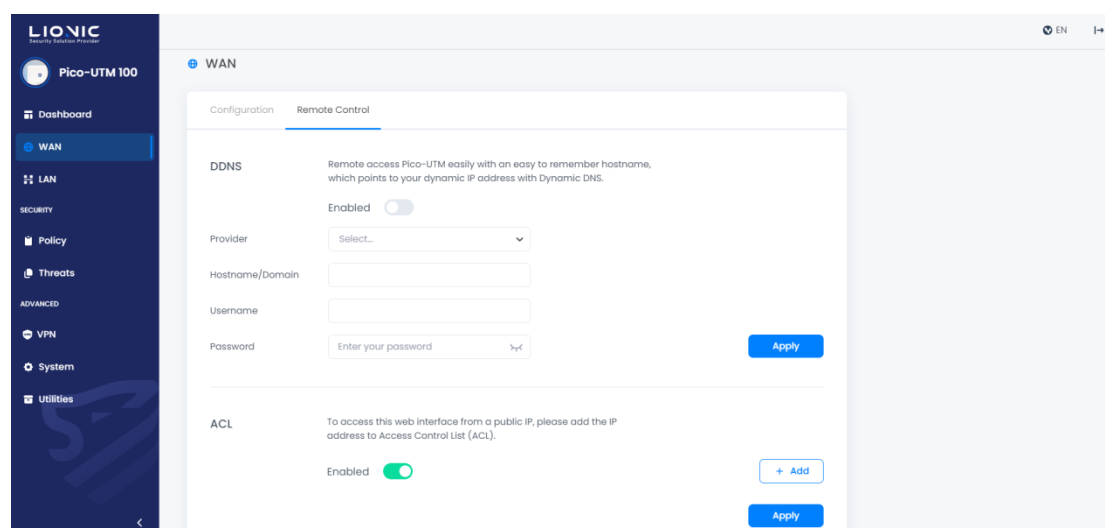 LIONIC
Security Solution Provider
EN
Pico-UTM 100
WAN
Dashboard
WAN
LAN
SECURITY
Policy
Threats
ADVANCED
VPN
System
Utilities
Configuration
Remote Control
DDNS
Remote access Pico-UTM easily with an easy to remember hostname,
which points to your dynamic IP address with Dynamic DNS.
Enabled
Provider
Select...
Hostname/Domain
Username
Password
Enter your password
Apply
ACL
To access this web interface from a public IP, please add the IP
address to Access Control List (ACL).
Enabled
+ Add
Apply